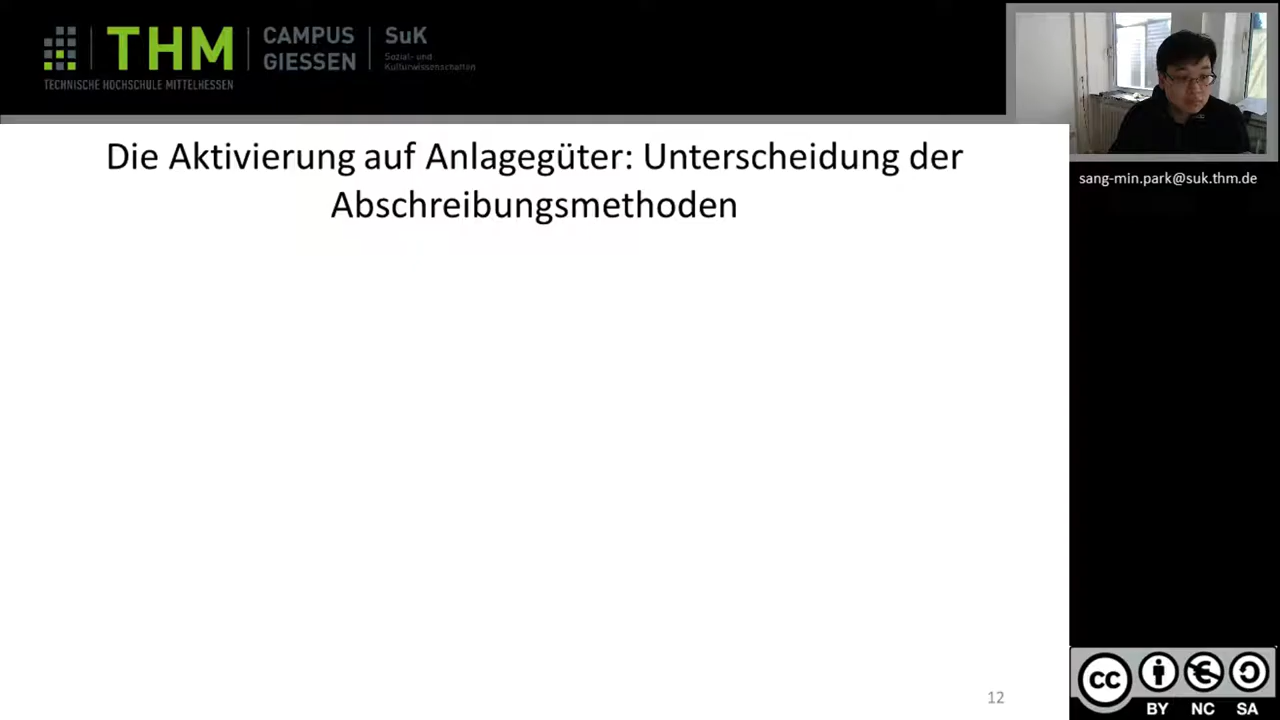 THM
CAMPUS
GIESSEN
SuK
Sozial- und
Kulturwissenschaften
TECHNISCHE HOCHSCHULE MITTELHESSEN
Die Aktivierung auf Anlagegüter: Unterscheidung der
Abschreibungsmethoden
sang-min.park@suk.thm.de
12
cc
BY NC SA